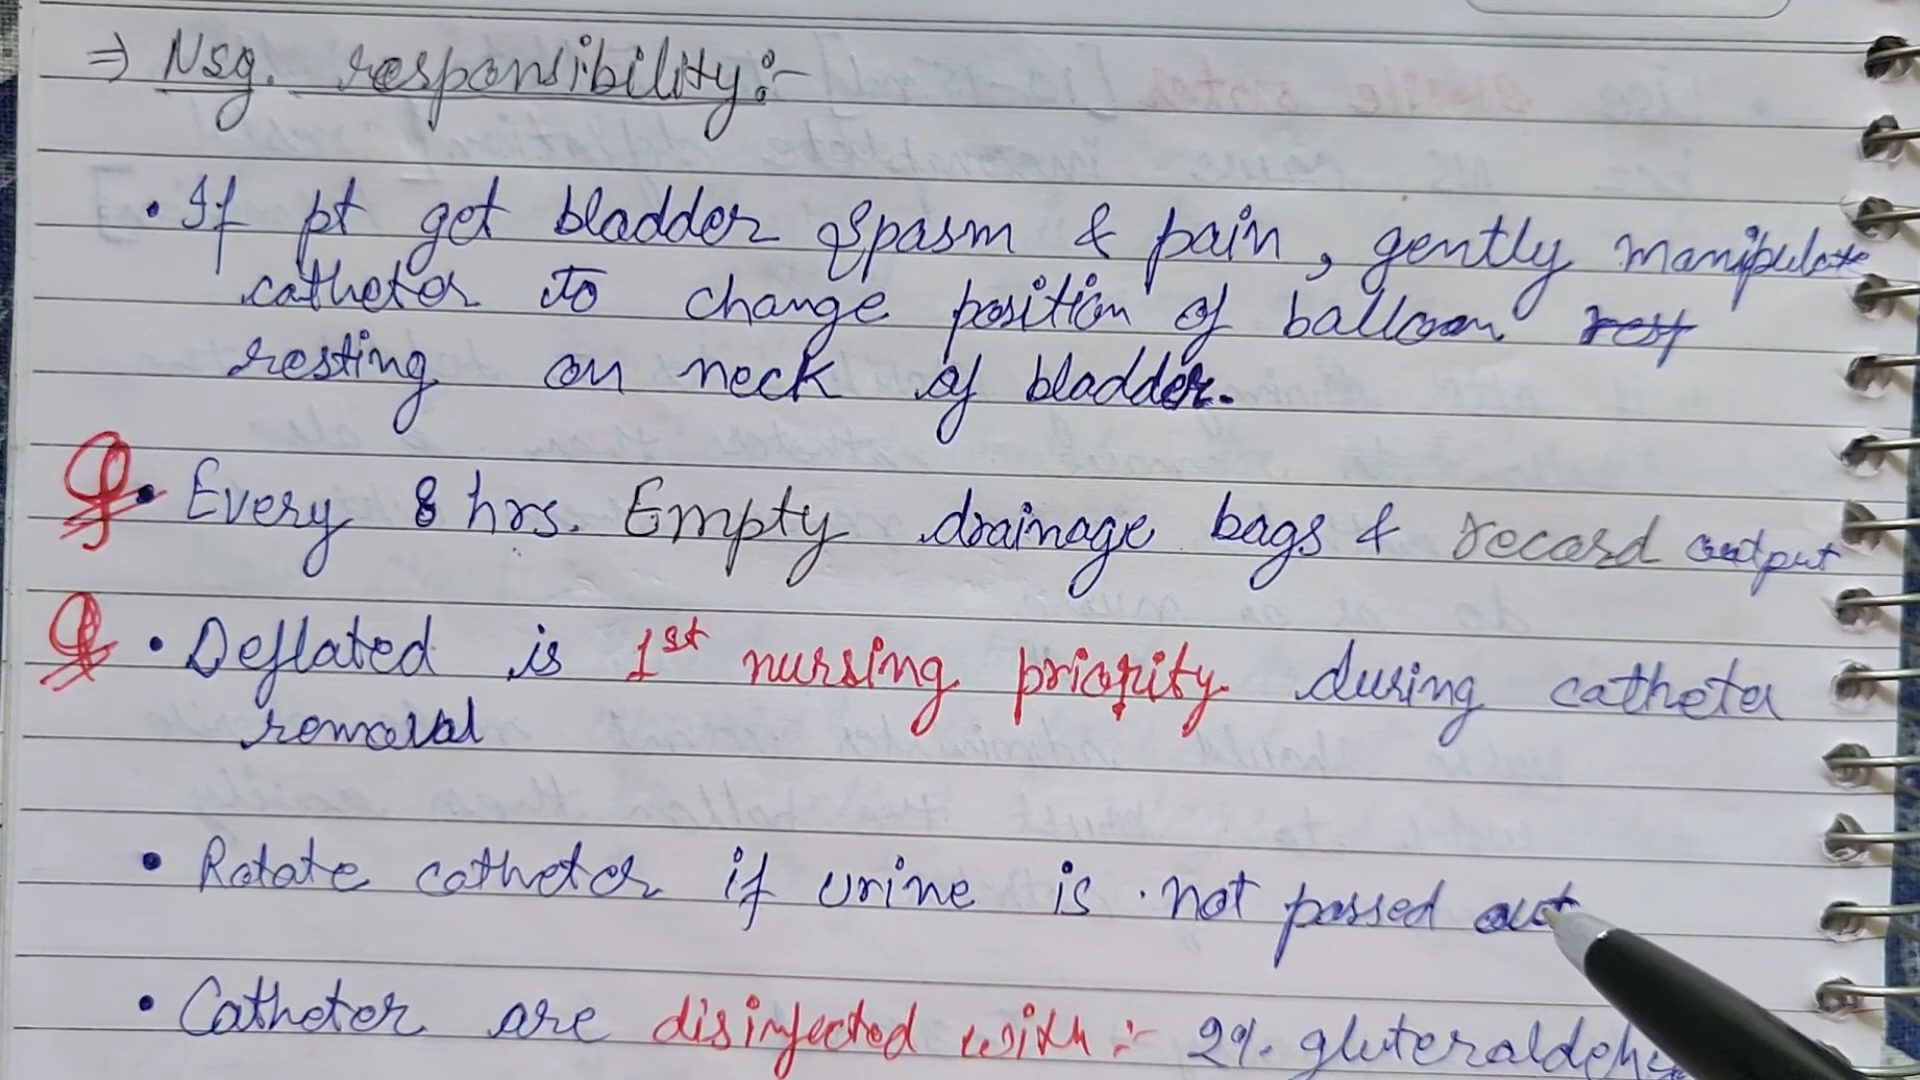 ⇒ Nsg. responsibility:-
• If pt get bladder spasm & pain, gently manipulate
catheter to change position of balloon
resting on neck of bladder.
Q • Every 8 hrs. Empty drainage bags & record output
Q • Deflated is 1st nursing priority during catheter
removal
• Rotate catheter if urine is not passed out
• Catheter are disinfected with :- 2%. gluteraldehy